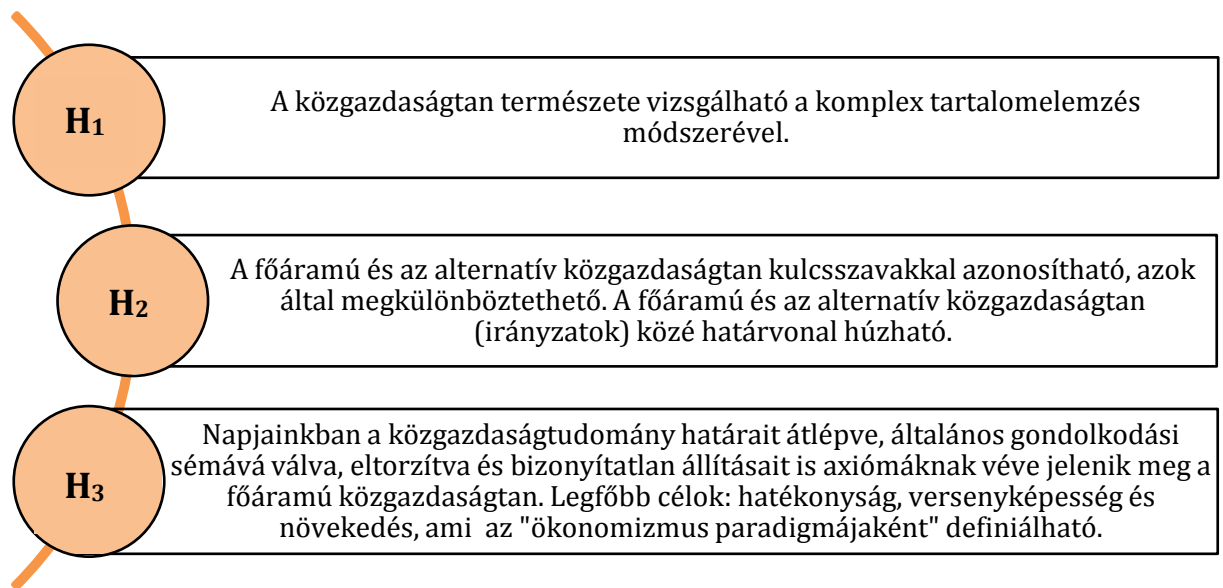 H1
A közgazdaságtan természete vizsgálható a komplex tartalomelemzés
módszerével.
H2
A főáramú és az alternatív közgazdaságtan kulcsszavakkal azonosítható, azok
által megkülönböztethető. A főáramú és az alternatív közgazdaságtan
(irányzatok) közé határvonal húzható.
H3
Napjainkban a közgazdaságtudomány határait átlépve, általános gondolkodási
sémává válva, eltorzítva és bizonyítatlan állításait is axiómáknak véve jelenik meg a
főáramú közgazdaságtan. Legfőbb célok: hatékonyság, versenyképesség és
növekedés, ami az "ökonomizmus paradigmájaként" definiálható.